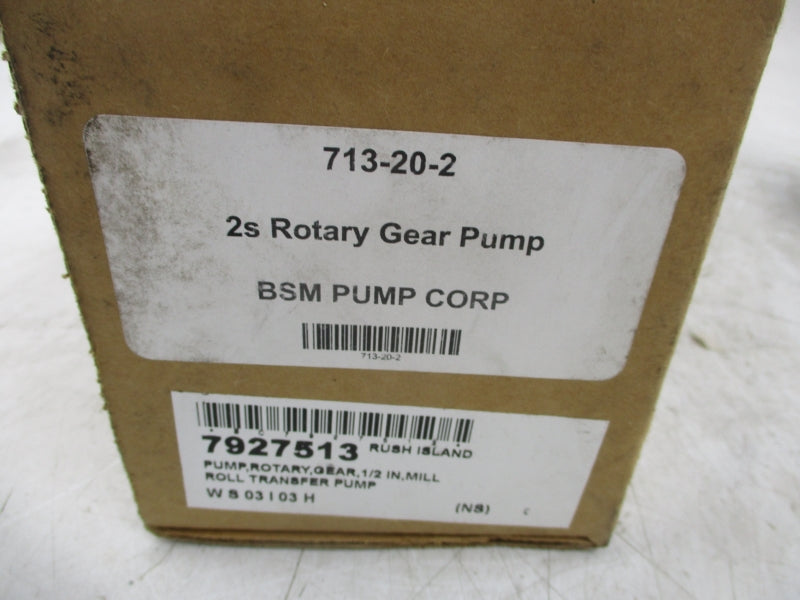 713-20-2
2s Rotary Gear Pump
BSM PUMP CORP
713-20-2
7927513 RUSH ISLAND
PUMP,ROTARY,GEAR,1/2 IN,MILL
ROLL TRANSFER PUMP
W S 03 I 03 H
(NS) c